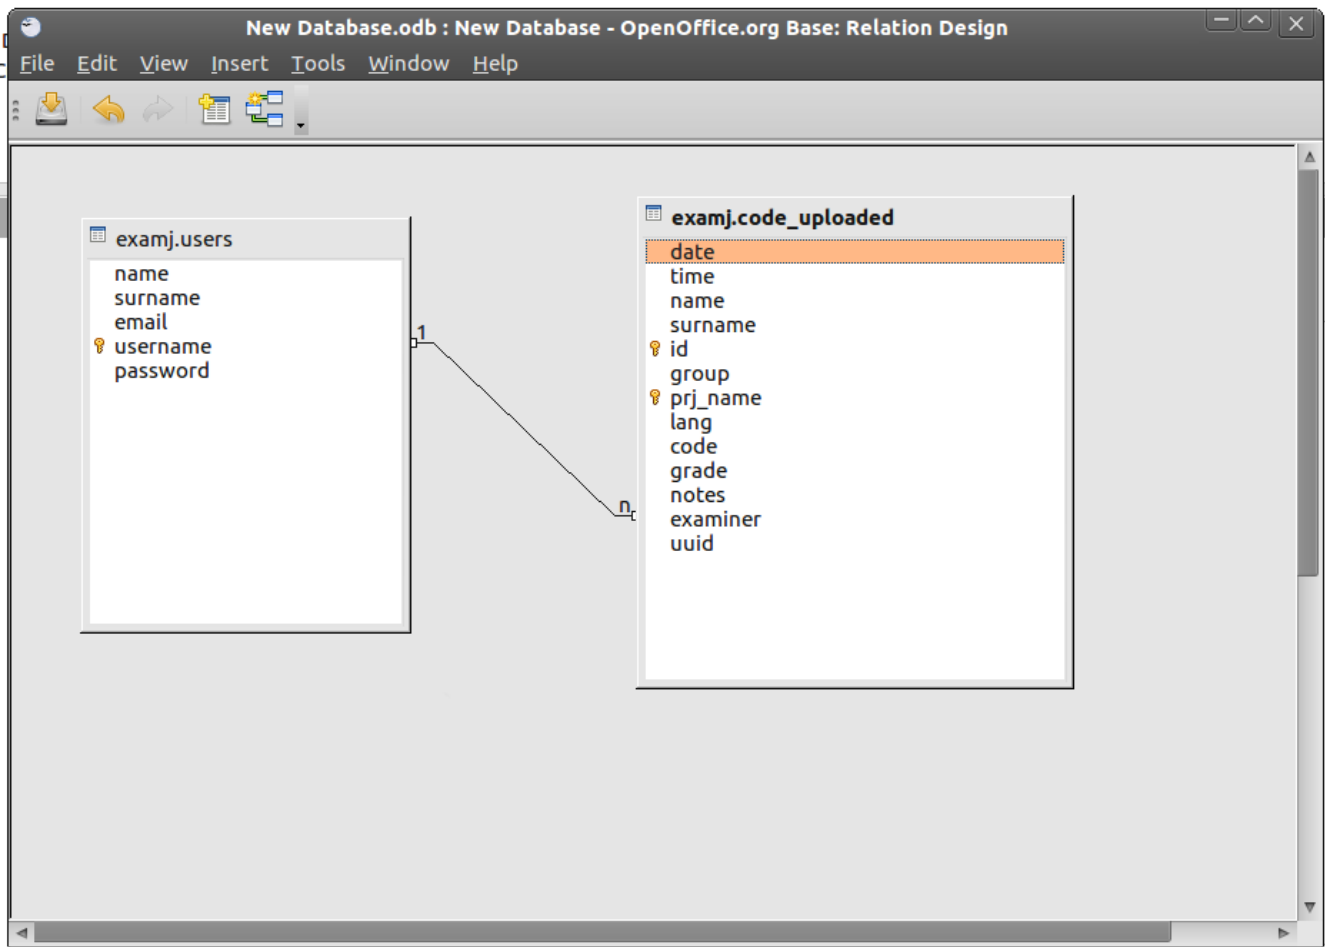 New Database.odb : New Database - OpenOffice.org Base: Relation Design
File Edit View Insert Tools Window Help
examj.users
name
surname
email
username
password
1
n
examj.code_uploaded
date
time
name
surname
id
group
prj_name
lang
code
grade
notes
examiner
uuid